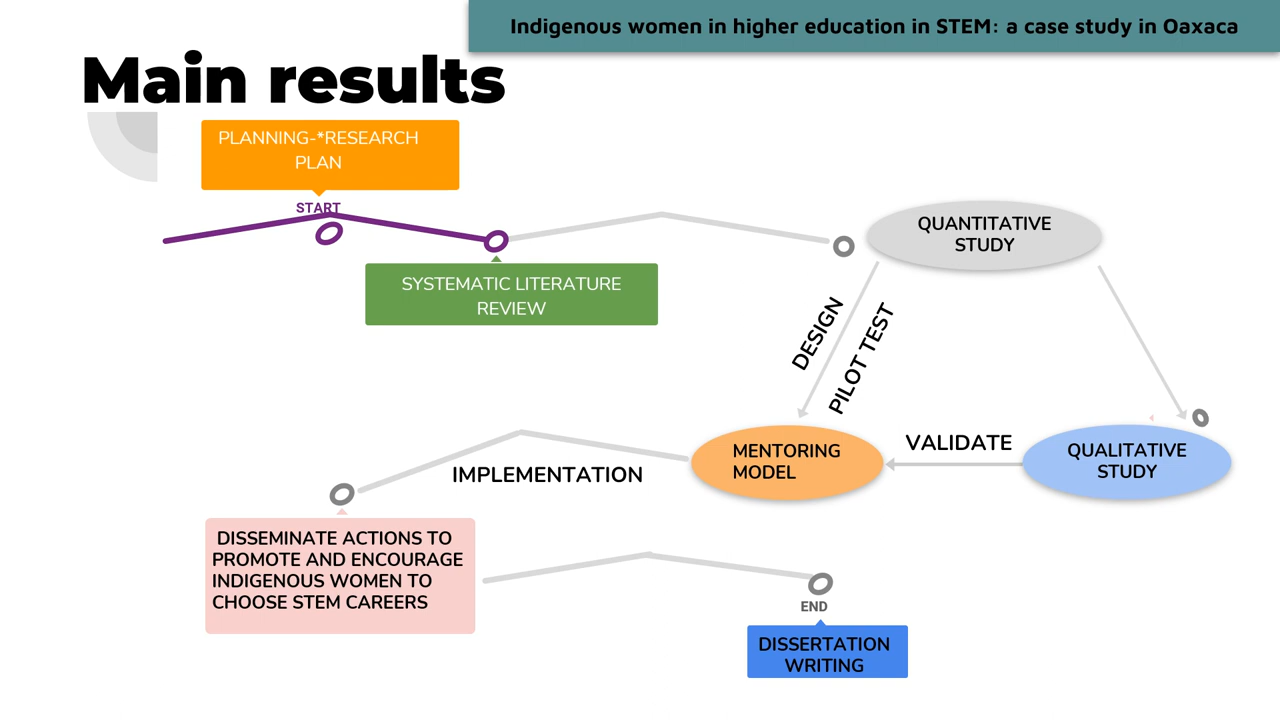 Indigenous women in higher education in STEM: a case study in Oaxaca
Main results
PLANNING-*RESEARCH
PLAN
START
SYSTEMATIC LITERATURE
REVIEW
QUANTITATIVE
STUDY
DESIGN
PILOT TEST
MENTORING
MODEL
VALIDATE
QUALITATIVE
STUDY
IMPLEMENTATION
DISSEMINATE ACTIONS TO
PROMOTE AND ENCOURAGE
INDIGENOUS WOMEN TO
CHOOSE STEM CAREERS
END
DISSERTATION
WRITING